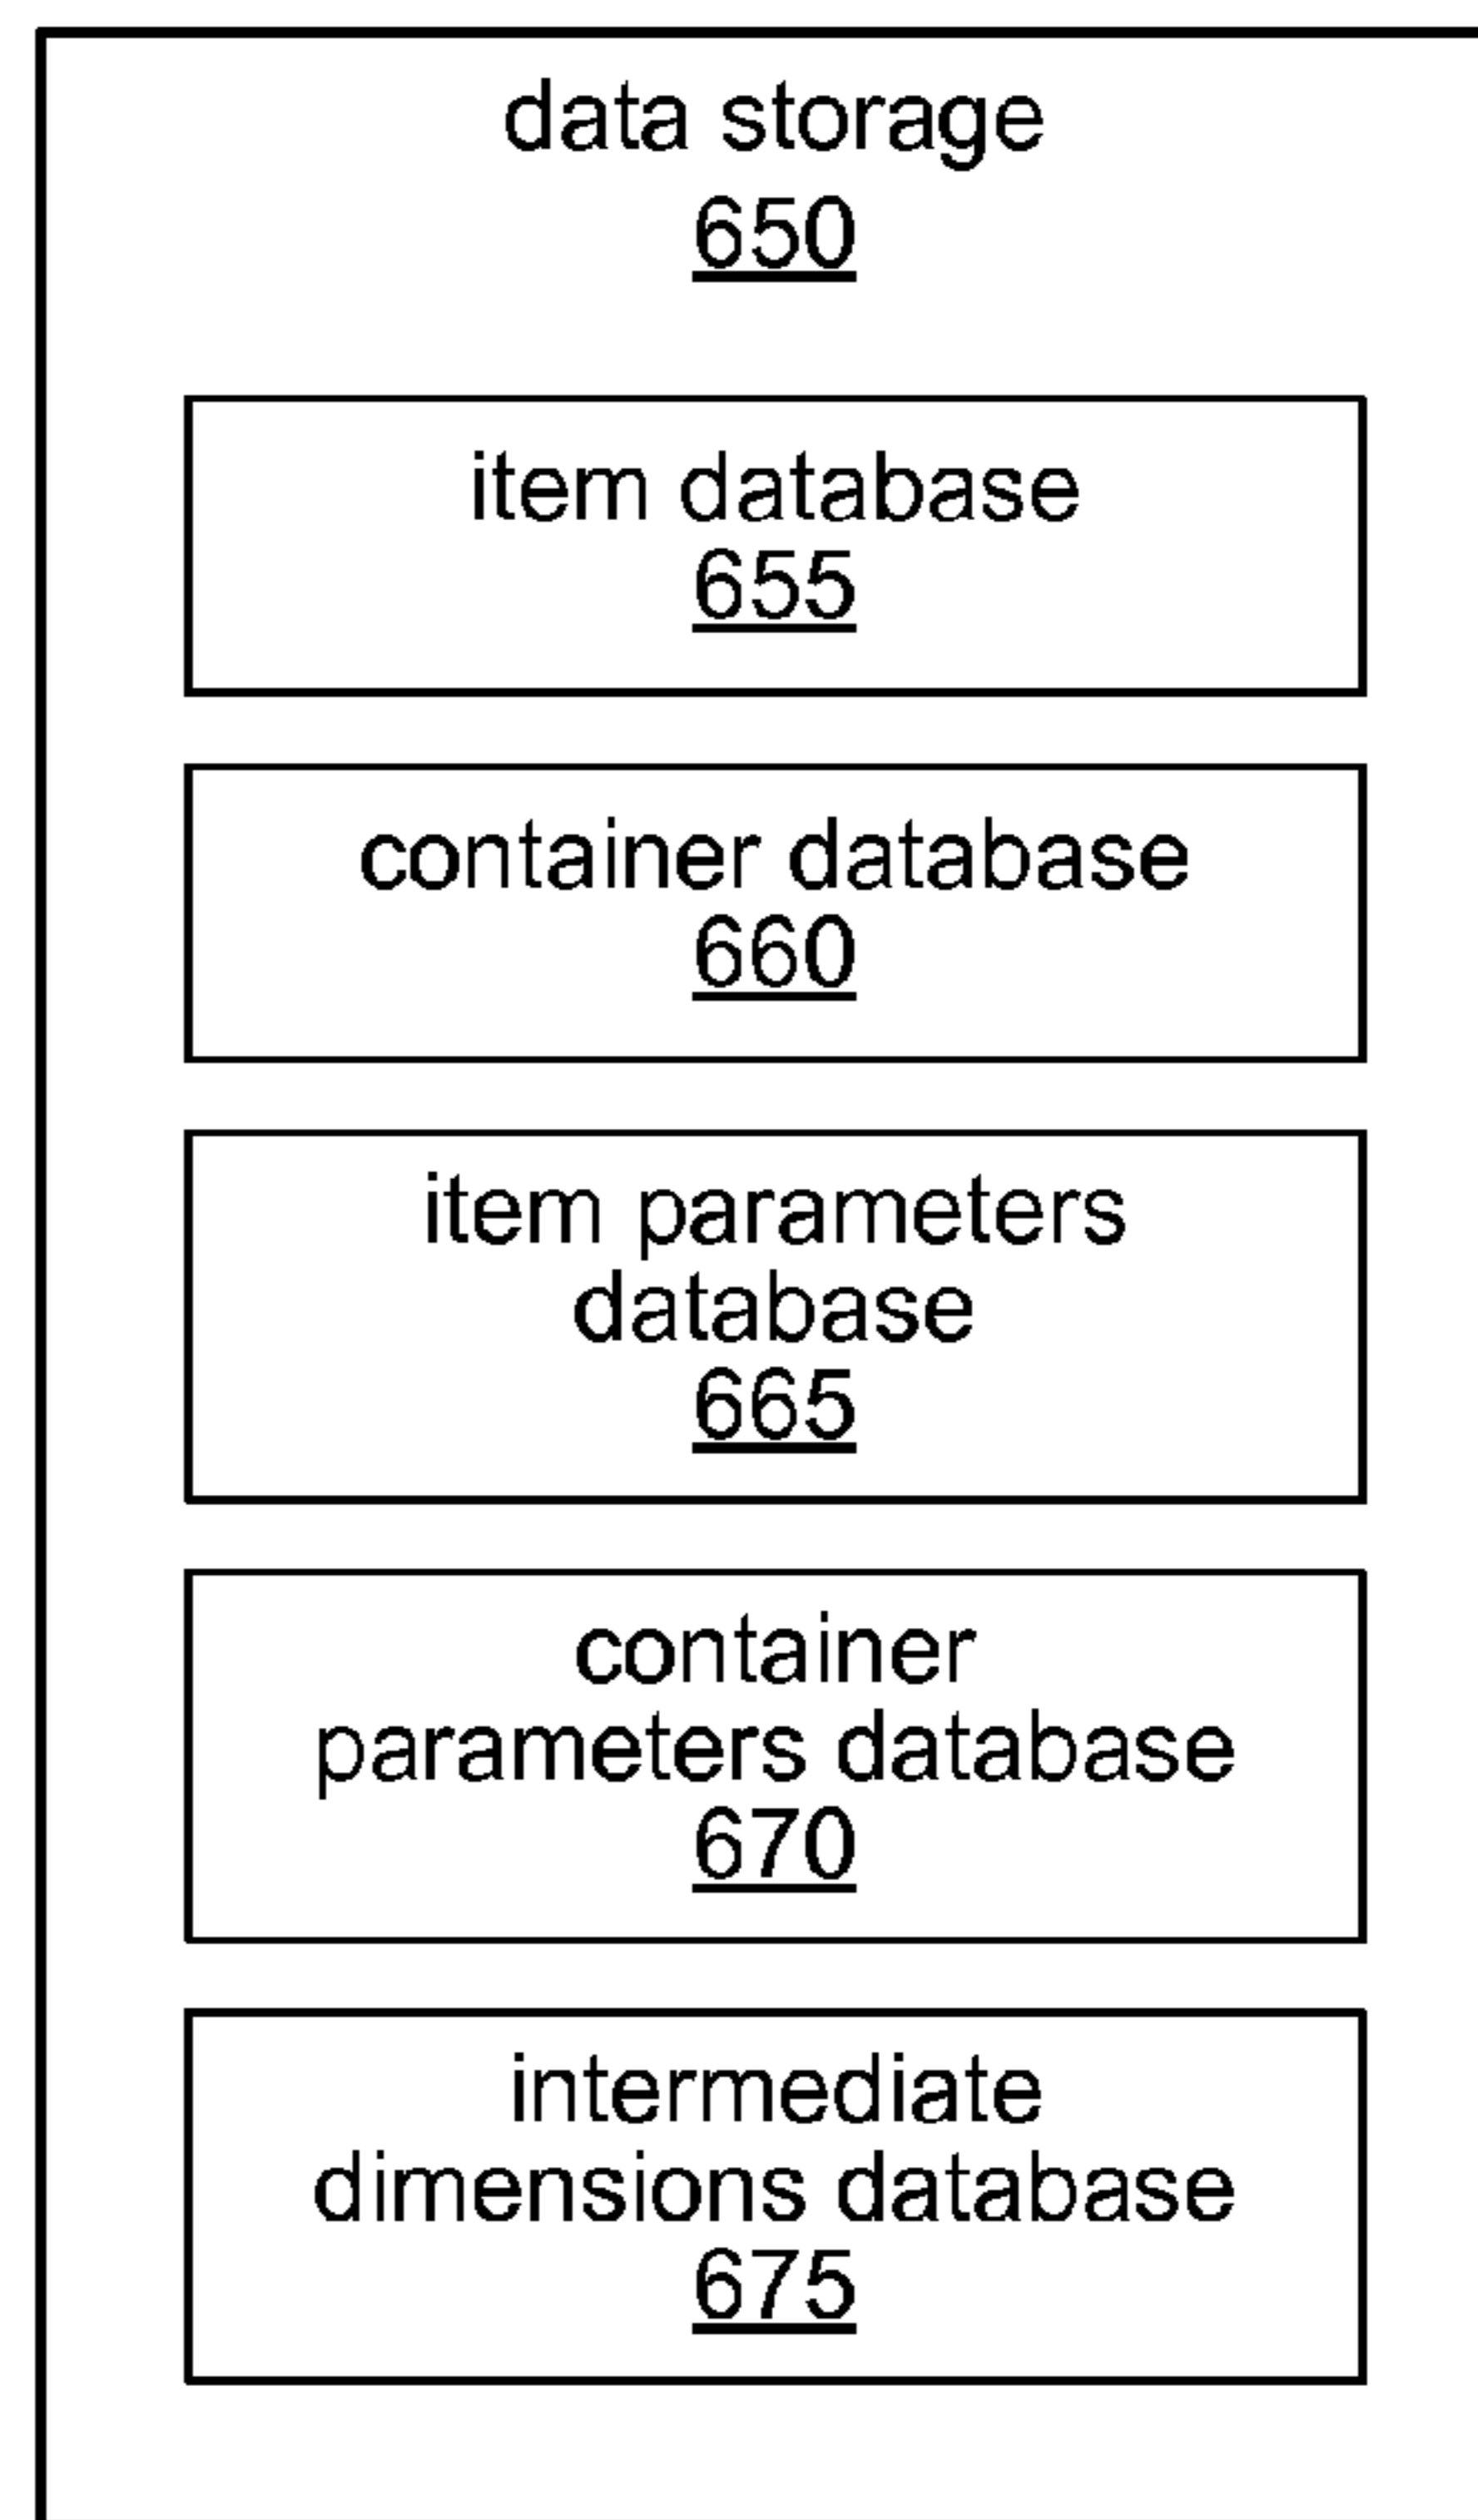 data storage
650
item database
655
container database
660
item parameters
database
665
container
parameters database
670
intermediate
dimensions database
675